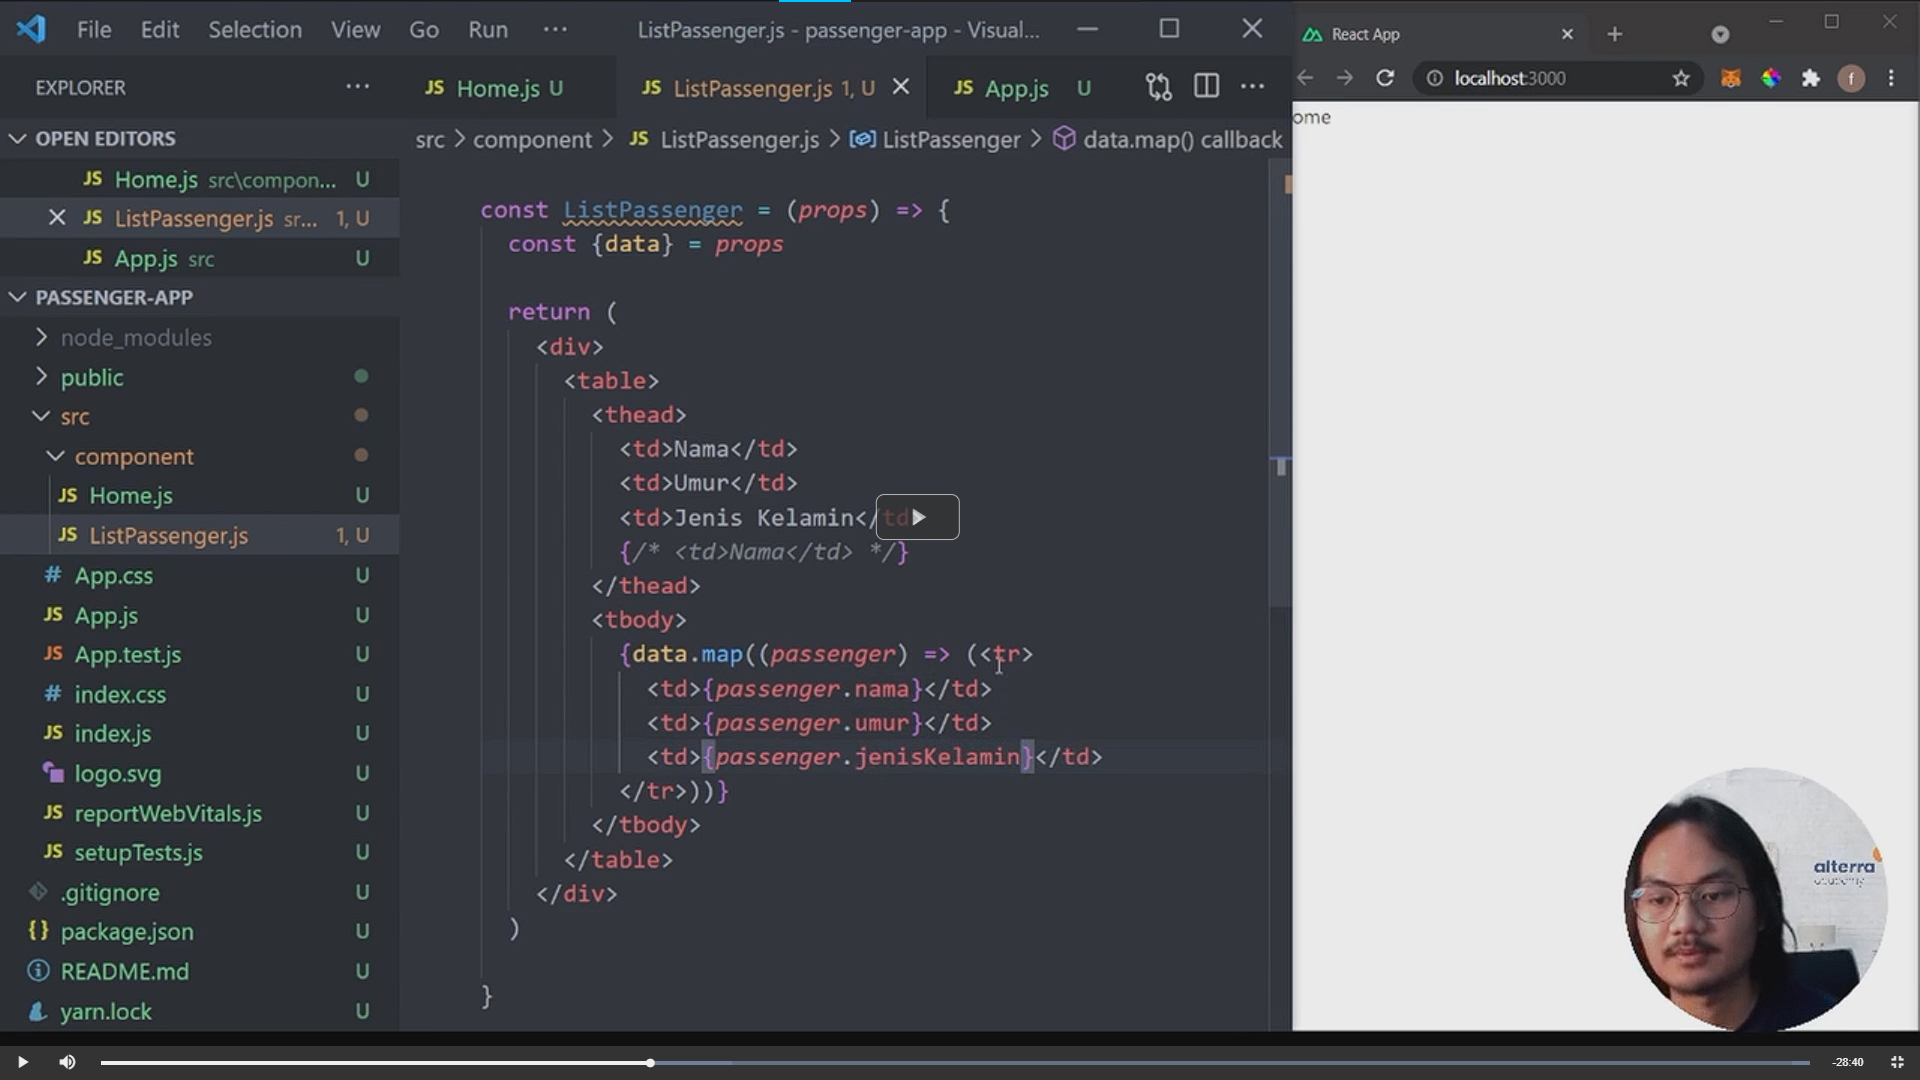 File Edit Selection View Go Run ··· ListPassenger.js - passenger-app - Visual...
EXPLORER ···
OPEN EDITORS
JS Home.js src\compon... U
JS ListPassenger.js sr... 1, U
JS App.js src U
PASSENGER-APP
node_modules
public
src
component
JS Home.js U
JS ListPassenger.js 1, U
# App.css U
JS App.js U
JS App.test.js U
# index.css U
JS index.js U
logo.svg U
JS reportWebVitals.js U
JS setupTests.js U
.gitignore U
{} package.json U
README.md U
yarn.lock U
JS Home.js U JS ListPassenger.js 1, U JS App.js U ···
src > component > JS ListPassenger.js > ListPassenger > data.map() callback
const ListPassenger = (props) => {
const {data} = props
return (
<div>
<table>
<thead>
<td>Nama</td>
<td>Umur</td>
<td>Jenis Kelamin</td
{/* <td>Nama</td> */}
</thead>
<tbody>
{data.map((passenger) => (<tr>
<td>{passenger.nama}</td>
<td>{passenger.umur}</td>
<td>{passenger.jenisKelamin}</td>
</tr>))}
</tbody>
</table>
</div>
)
}
React App
localhost:3000
f
ome
alterra
academy
-28:40